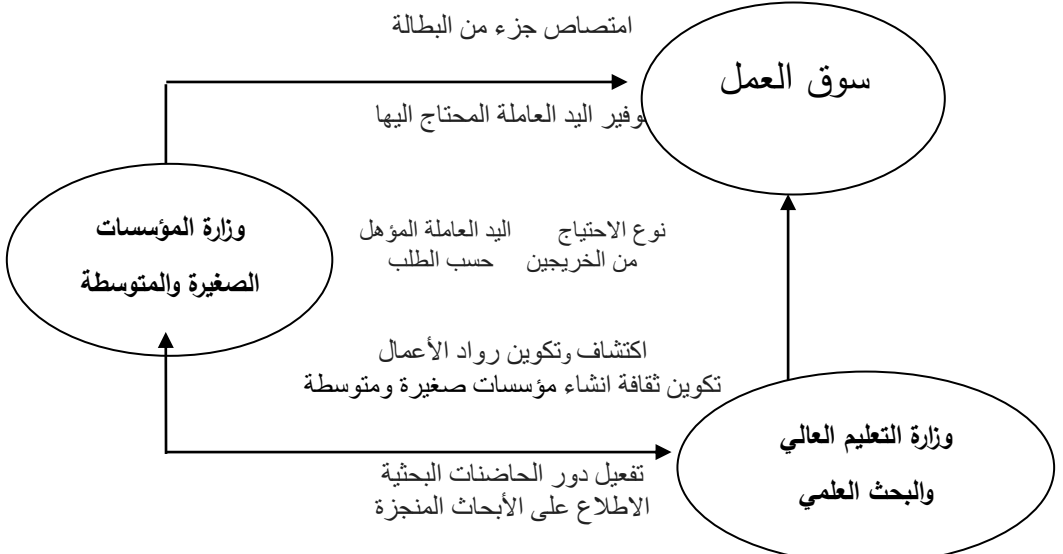 امتصاص جزء من البطالة
سوق العمل
وفير اليد العاملة المحتاج اليها
وزارة المؤسسات
الصغيرة والمتوسطة
نوع الاحتياج اليد العاملة المؤهل
من الخريجين حسب الطلب
اكتشاف وتكوين رواد الأعمال
تكوين ثقافة انشاء مؤسسات صغيرة ومتوسطة
وزارة التعليم العالي
والبحث العلمي
تفعيل دور الحاضنات البحثية
الاطلاع على الأبحاث المنجزة